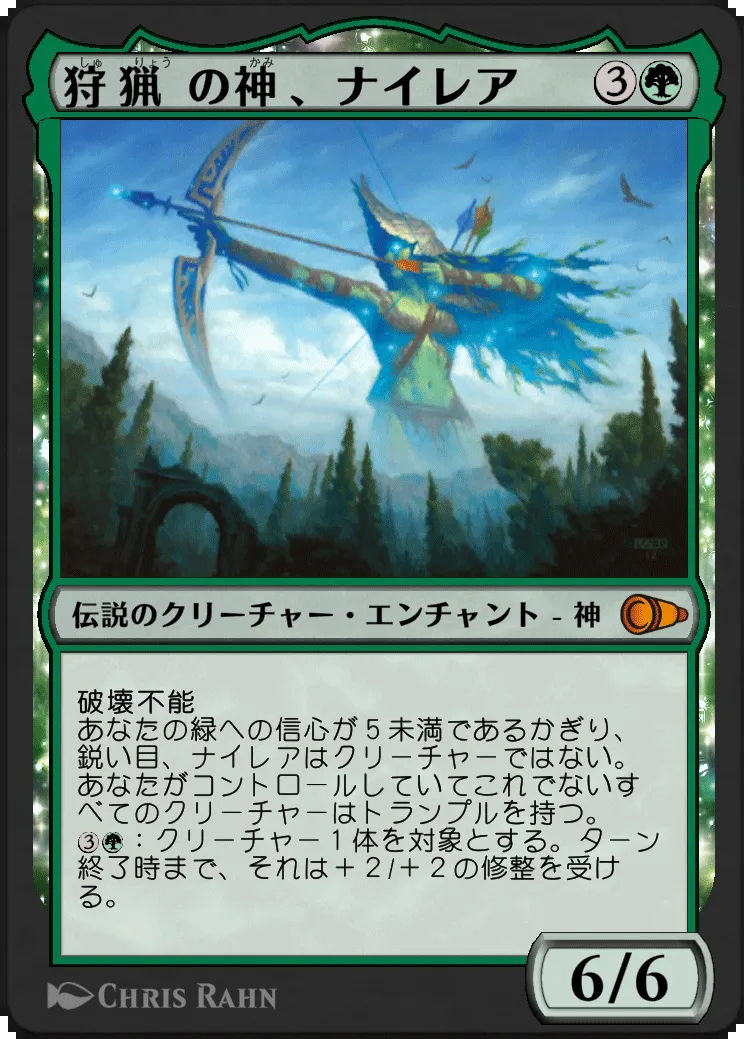 狩猟の神、ナイレア 3
伝説のクリーチャー・エンチャント - 神
破壊不能
あなたの緑への信心が5未満であるかぎり、
鋭い目、ナイレアはクリーチャーではない。
あなたがコントロールしていてこれでないす
べてのクリーチャーはトランプルを持つ。
3：クリーチャー1体を対象とする。ターン
終了時まで、それは＋2/＋2の修整を受け
る。
6/6
CHRIS RAHN